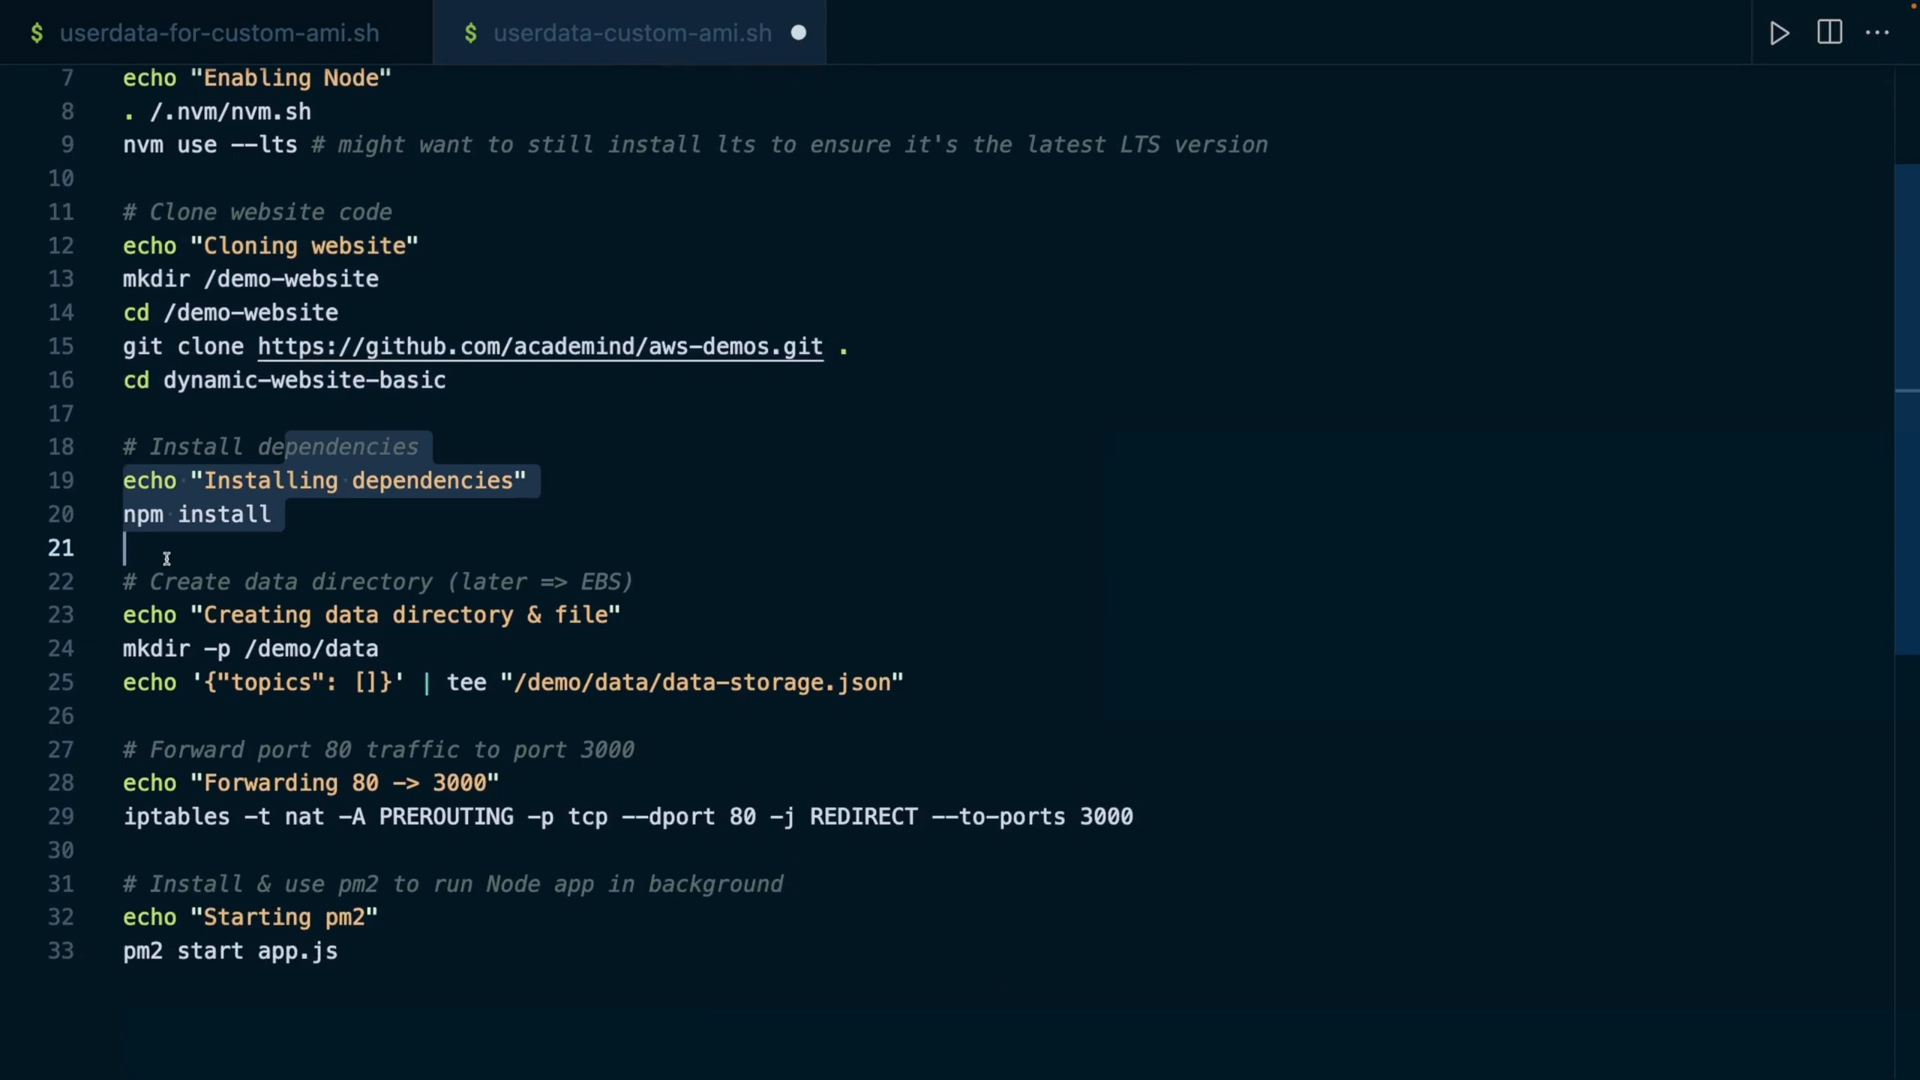 $ userdata-for-custom-ami.sh $ userdata-custom-ami.sh
7 echo "Enabling Node"
8 . /.nvm/nvm.sh
9 nvm use --lts # might want to still install lts to ensure it's the latest LTS version
10
11 # Clone website code
12 echo "Cloning website"
13 mkdir /demo-website
14 cd /demo-website
15 git clone https://github.com/academind/aws-demos.git .
16 cd dynamic-website-basic
17
18 # Install dependencies
19 echo "Installing dependencies"
20 npm install
21
22 # Create data directory (later => EBS)
23 echo "Creating data directory & file"
24 mkdir -p /demo/data
25 echo '{"topics": []}' | tee "/demo/data/data-storage.json"
26
27 # Forward port 80 traffic to port 3000
28 echo "Forwarding 80 -> 3000"
29 iptables -t nat -A PREROUTING -p tcp --dport 80 -j REDIRECT --to-ports 3000
30
31 # Install & use pm2 to run Node app in background
32 echo "Starting pm2"
33 pm2 start app.js